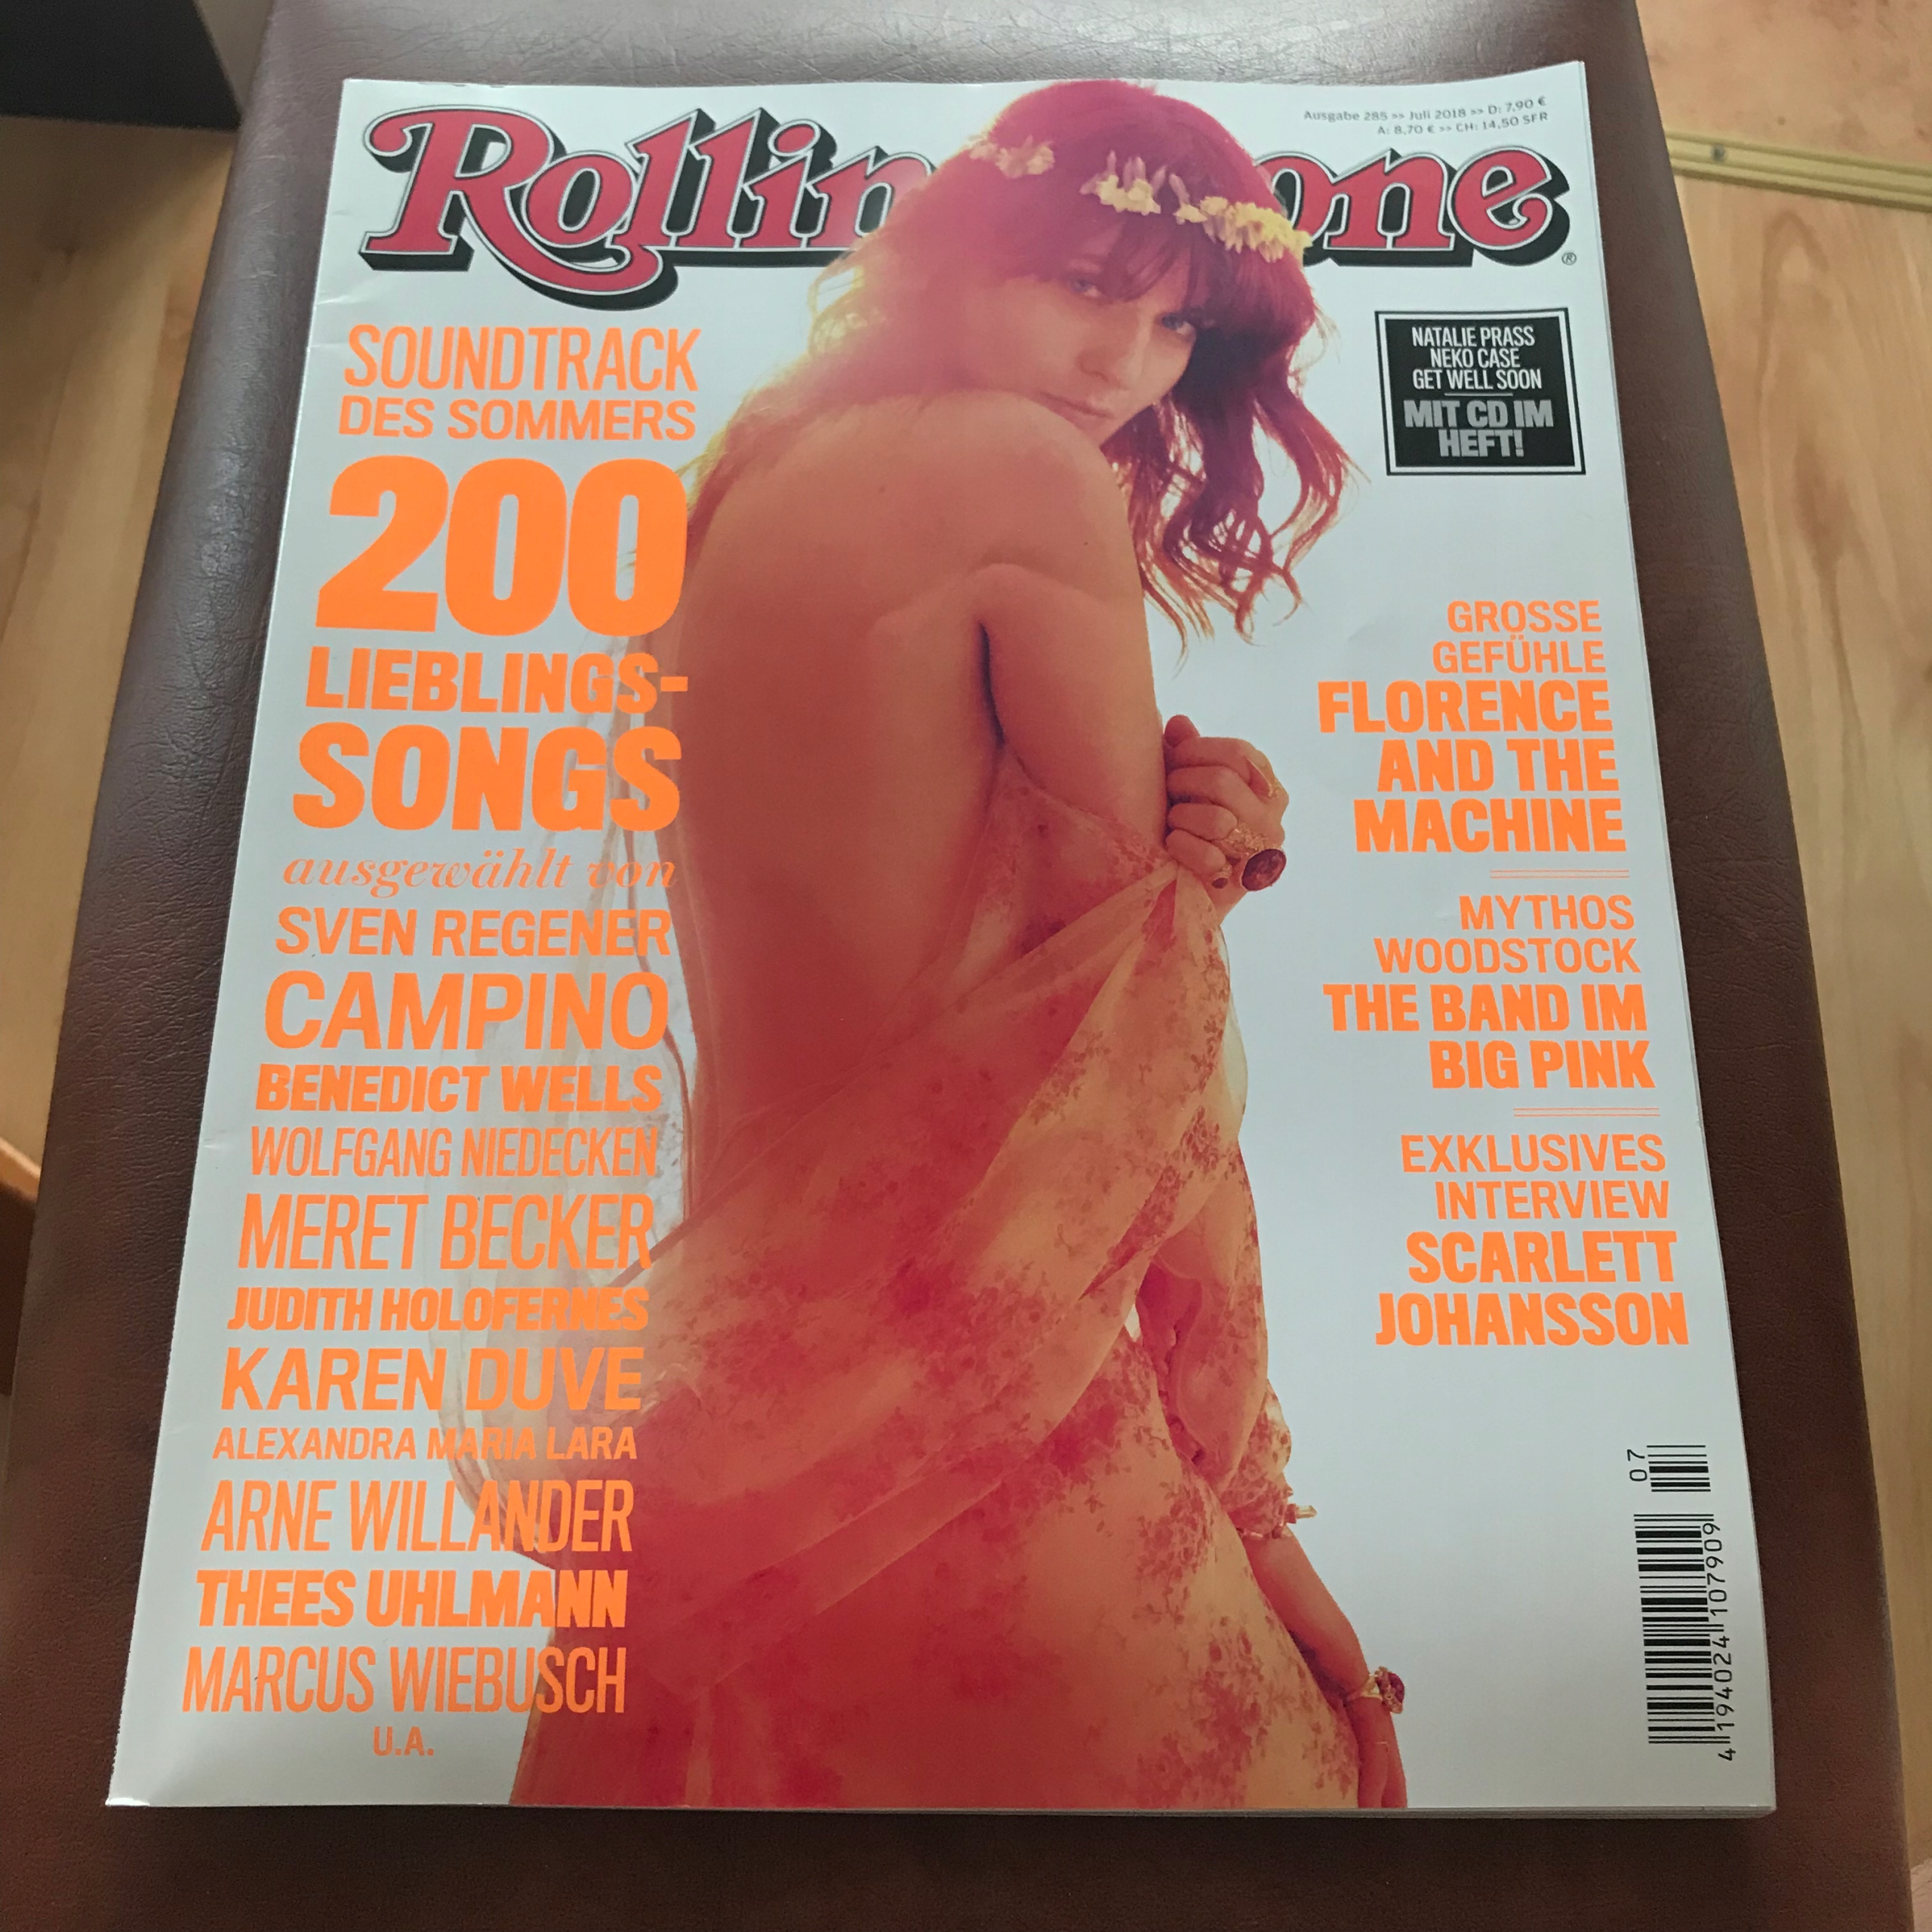 Rolling Stone
®
Ausgabe 285 >> Juli 2018 >> D: 7,90 €
A: 8,70 € >> CH: 14,50 SFR
NATALIE PRASS
NEKO CASE
GET WELL SOON
MIT CD IM
HEFT!
SOUNDTRACK
DES SOMMERS
200
LIEBLINGS-
SONGS
ausgewählt von
SVEN REGENER
CAMPINO
BENEDICT WELLS
WOLFGANG NIEDECKEN
MERET BECKER
JUDITH HOLOFERNES
KAREN DUVE
ALEXANDRA MARIA LARA
ARNE WILLANDER
THEES UHLMANN
MARCUS WIEBUSCH
U.A.
GROSSE
GEFÜHLE
FLORENCE
AND THE
MACHINE
MYTHOS
WOODSTOCK
THE BAND IM
BIG PINK
EXKLUSIVES
INTERVIEW
SCARLETT
JOHANSSON
07
4 194024 107909